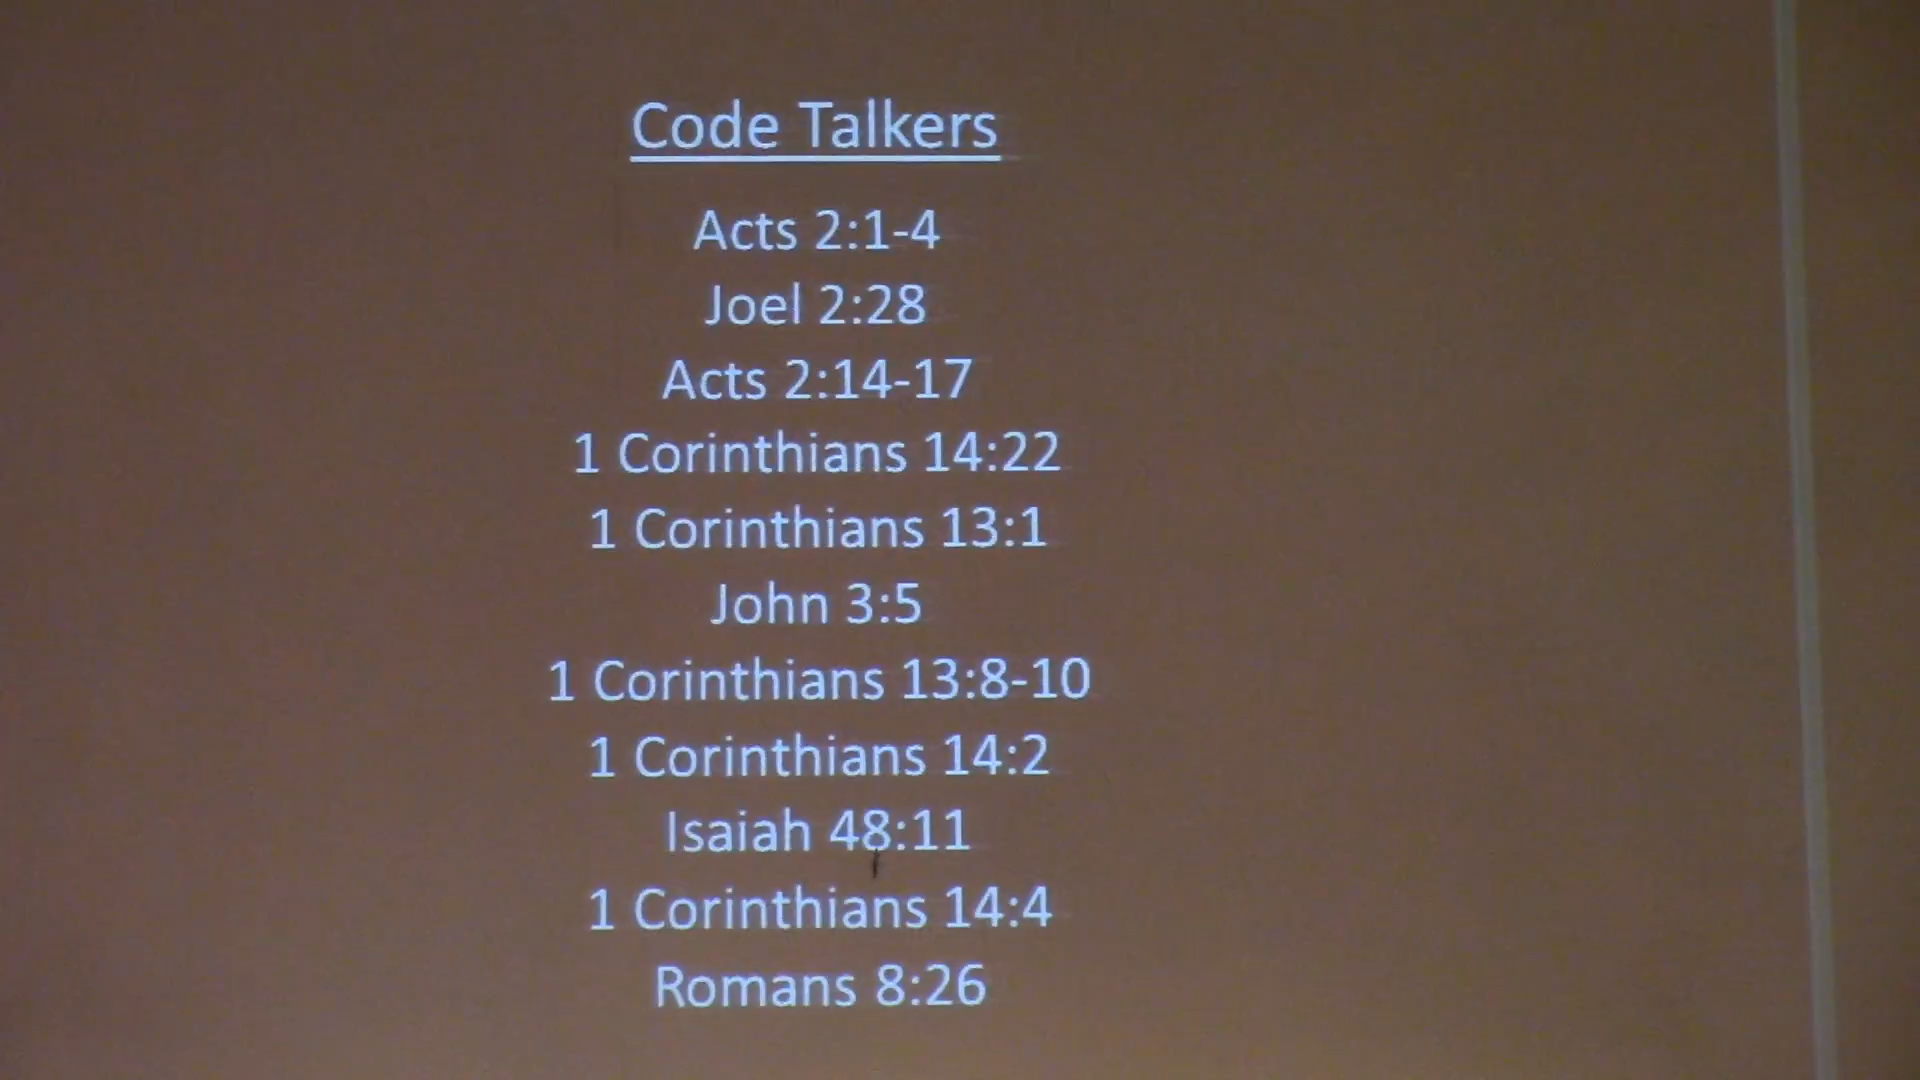 Code Talkers
Acts 2:1-4
Joel 2:28
Acts 2:14-17
1 Corinthians 14:22
1 Corinthians 13:1
John 3:5
1 Corinthians 13:8-10
1 Corinthians 14:2
Isaiah 48:11
1 Corinthians 14:4
Romans 8:26